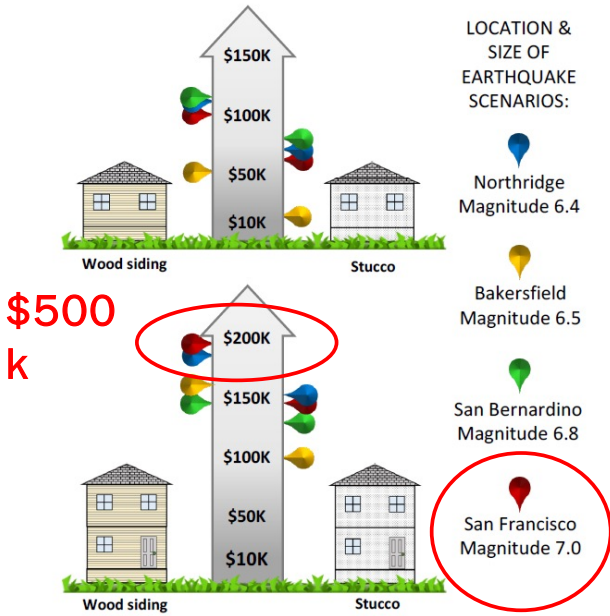 $150K
$100K
$50K
$10K
Wood siding
Stucco
LOCATION &
SIZE OF
EARTHQUAKE
SCENARIOS:
Northridge
Magnitude 6.4
Bakersfield
Magnitude 6.5
San Bernardino
Magnitude 6.8
San Francisco
Magnitude 7.0
$500
k
$200K
$150K
$100K
$50K
$10K
Wood siding
Stucco